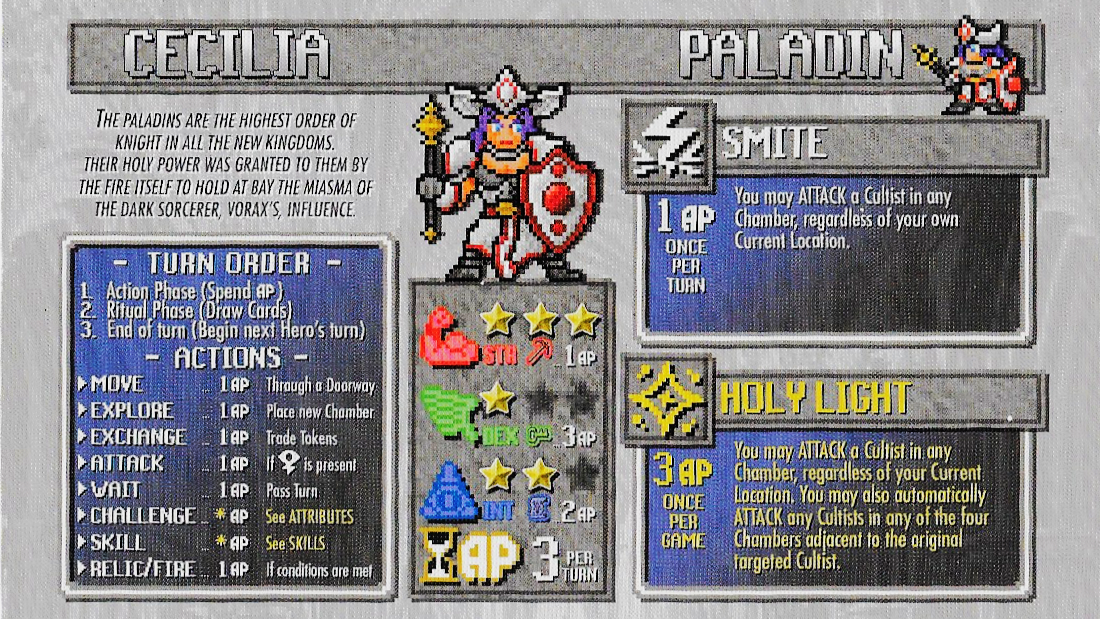 CECILIA
PALADIN
THE PALADINS ARE THE HIGHEST ORDER OF
KNIGHT IN ALL THE NEW KINGDOMS.
THEIR HOLY POWER WAS GRANTED TO THEM BY
THE FIRE ITSELF TO HOLD AT BAY THE MIASMA OF
THE DARK SORCERER, VORAX'S, INFLUENCE.
- TURN ORDER -
1. Action Phase (Spend AP)
2. Ritual Phase (Draw Cards)
3. End of turn (Begin next Hero's turn)
- ACTIONS -
MOVE ... 1 AP Through a Doorway
EXPLORE ... 1 AP Place new Chamber
EXCHANGE ... 1 AP Trade Tokens
ATTACK ... 1 AP If is present
WAIT ... 1 AP Pass Turn
CHALLENGE ... * AP See ATTRIBUTES
SKILL ... * AP See SKILLS
RELIC/FIRE ... 1 AP If conditions are met
STR ... 1 AP
DEX ... 3 AP
INT ... 2 AP
AP 3 PER
TURN
SMITE
1 AP
ONCE
PER
TURN
You may ATTACK a Cultist in any
Chamber, regardless of your own
Current Location.
HOLY LIGHT
3 AP
ONCE
PER
GAME
You may ATTACK a Cultist in any
Chamber, regardless of your Current
Location. You may also automatically
ATTACK any Cultists in any of the four
Chambers adjacent to the original
targeted Cultist.